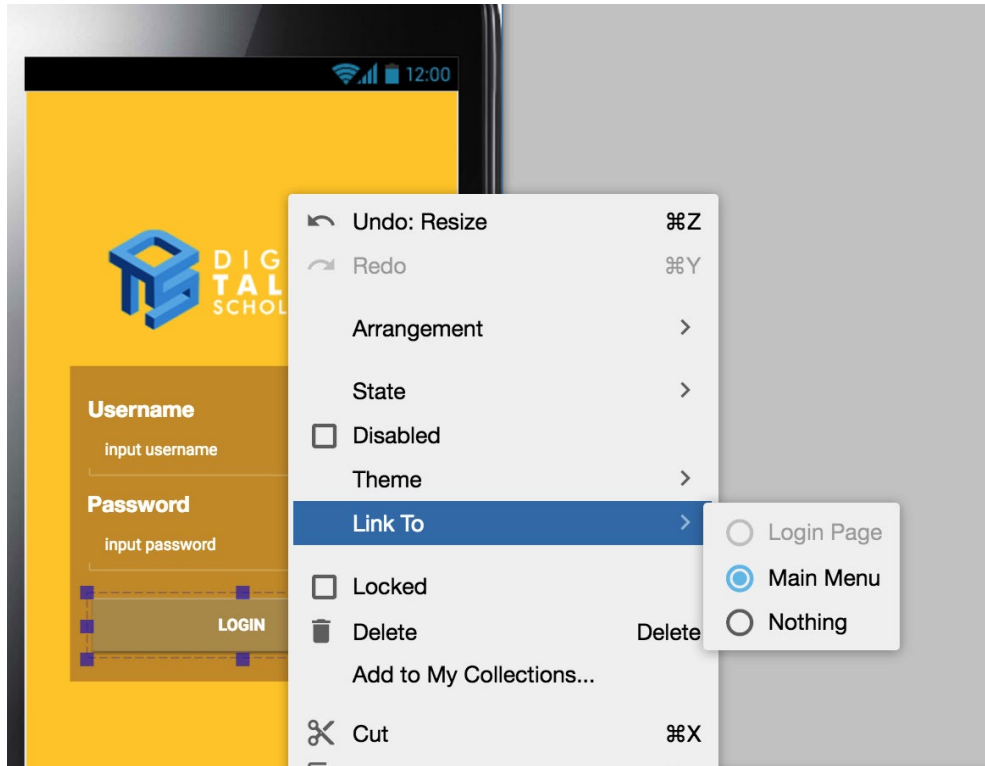 12:00
DIG
TAL
SCHOL
Username
input username
Password
input password
LOGIN
Undo: Resize ⌘Z
Redo ⌘Y
Arrangement
State
Disabled
Theme
Link To
Locked
Delete Delete
Add to My Collections...
Cut ⌘X
Login Page
Main Menu
Nothing